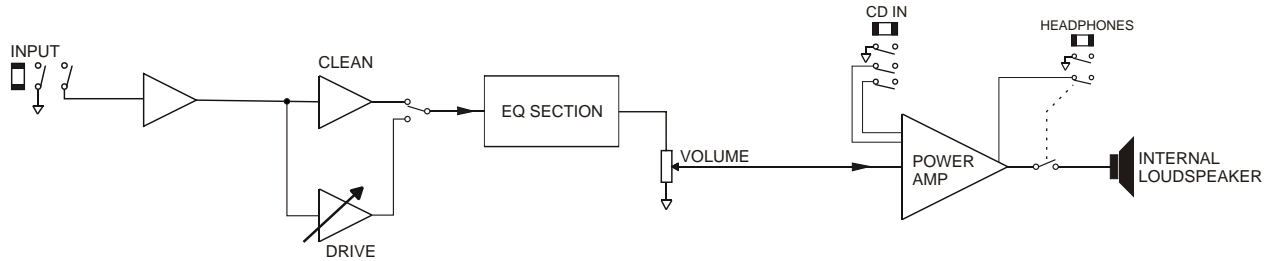 INPUT
CLEAN
DRIVE
EQ SECTION
VOLUME
CD IN
POWER
AMP
HEADPHONES
INTERNAL
LOUDSPEAKER